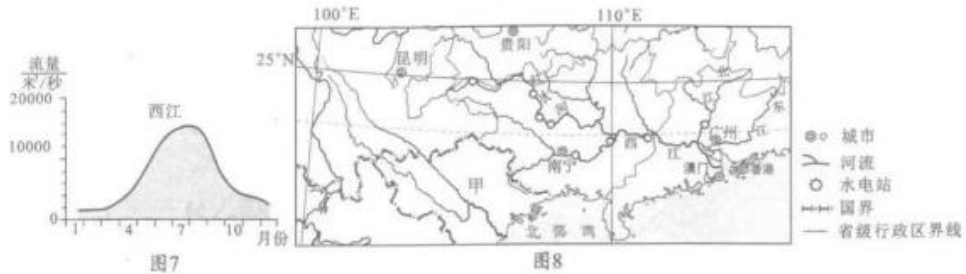 100°E
110°E
25°N
流量
米³/秒
20000
10000
0
西江
1
4
7
10
月份
图7
贵阳
昆明
南宁
甲
北部湾
西江
北江
东江
广州
澳门
香港
城市
河流
水电站
国界
省级行政区界线
图8